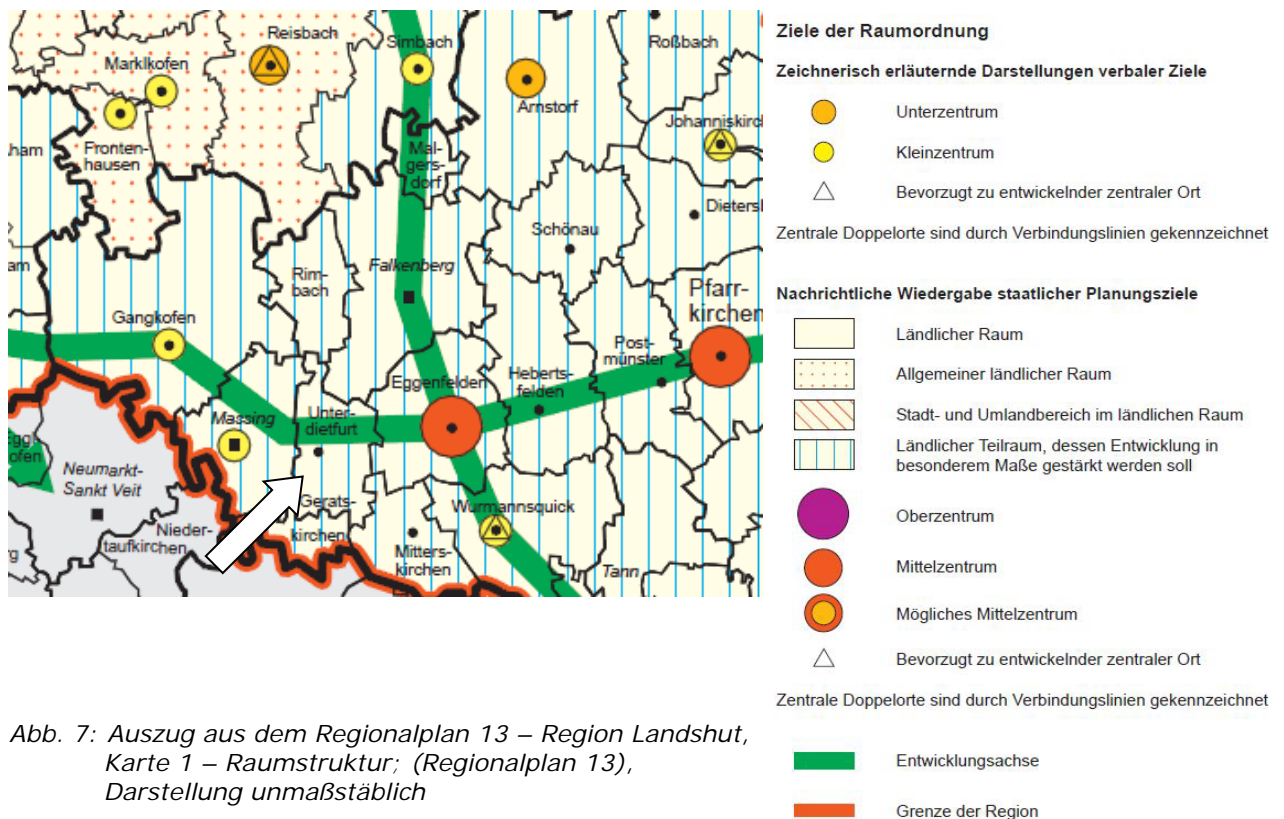 Reisbach
Simbach
Roßbach
Marklkofen
Arnstorf
Johanniskirc
Fronten-
hausen
Mal-
gers-
dorf
ham
Dieters
Schönau
Rim-
bach
Falkenberg
Pfarr-
kirchen
am
Gangkofen
Post-
münster
Eggenfelden
Heberts-
felden
Massing
Unter-
dietfurt
Egg
ofen
Neumarkt-
Sankt Veit
Gerats-
kirchen
Wurmannsquick
Nieder-
taufkirchen
Mitters-
kirchen
Tann
Abb. 7: Auszug aus dem Regionalplan 13 – Region Landshut,
Karte 1 – Raumstruktur; (Regionalplan 13),
Darstellung unmaßstäblich
Ziele der Raumordnung
Zeichnerisch erläuternde Darstellungen verbaler Ziele
Unterzentrum
Kleinzentrum
Bevorzugt zu entwickelnder zentraler Ort
Zentrale Doppelorte sind durch Verbindungslinien gekennzeichnet
Nachrichtliche Wiedergabe staatlicher Planungsziele
Ländlicher Raum
Allgemeiner ländlicher Raum
Stadt- und Umlandbereich im ländlichen Raum
Ländlicher Teilraum, dessen Entwicklung in
besonderem Maße gestärkt werden soll
Oberzentrum
Mittelzentrum
Mögliches Mittelzentrum
Bevorzugt zu entwickelnder zentraler Ort
Zentrale Doppelorte sind durch Verbindungslinien gekennzeichnet
Entwicklungsachse
Grenze der Region